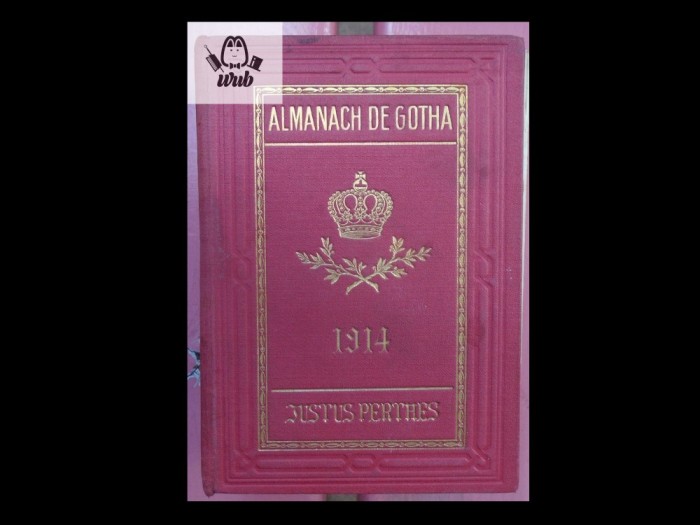 wub
ALMANACH DE GOTHA
1914
JUSTUS PERTHES